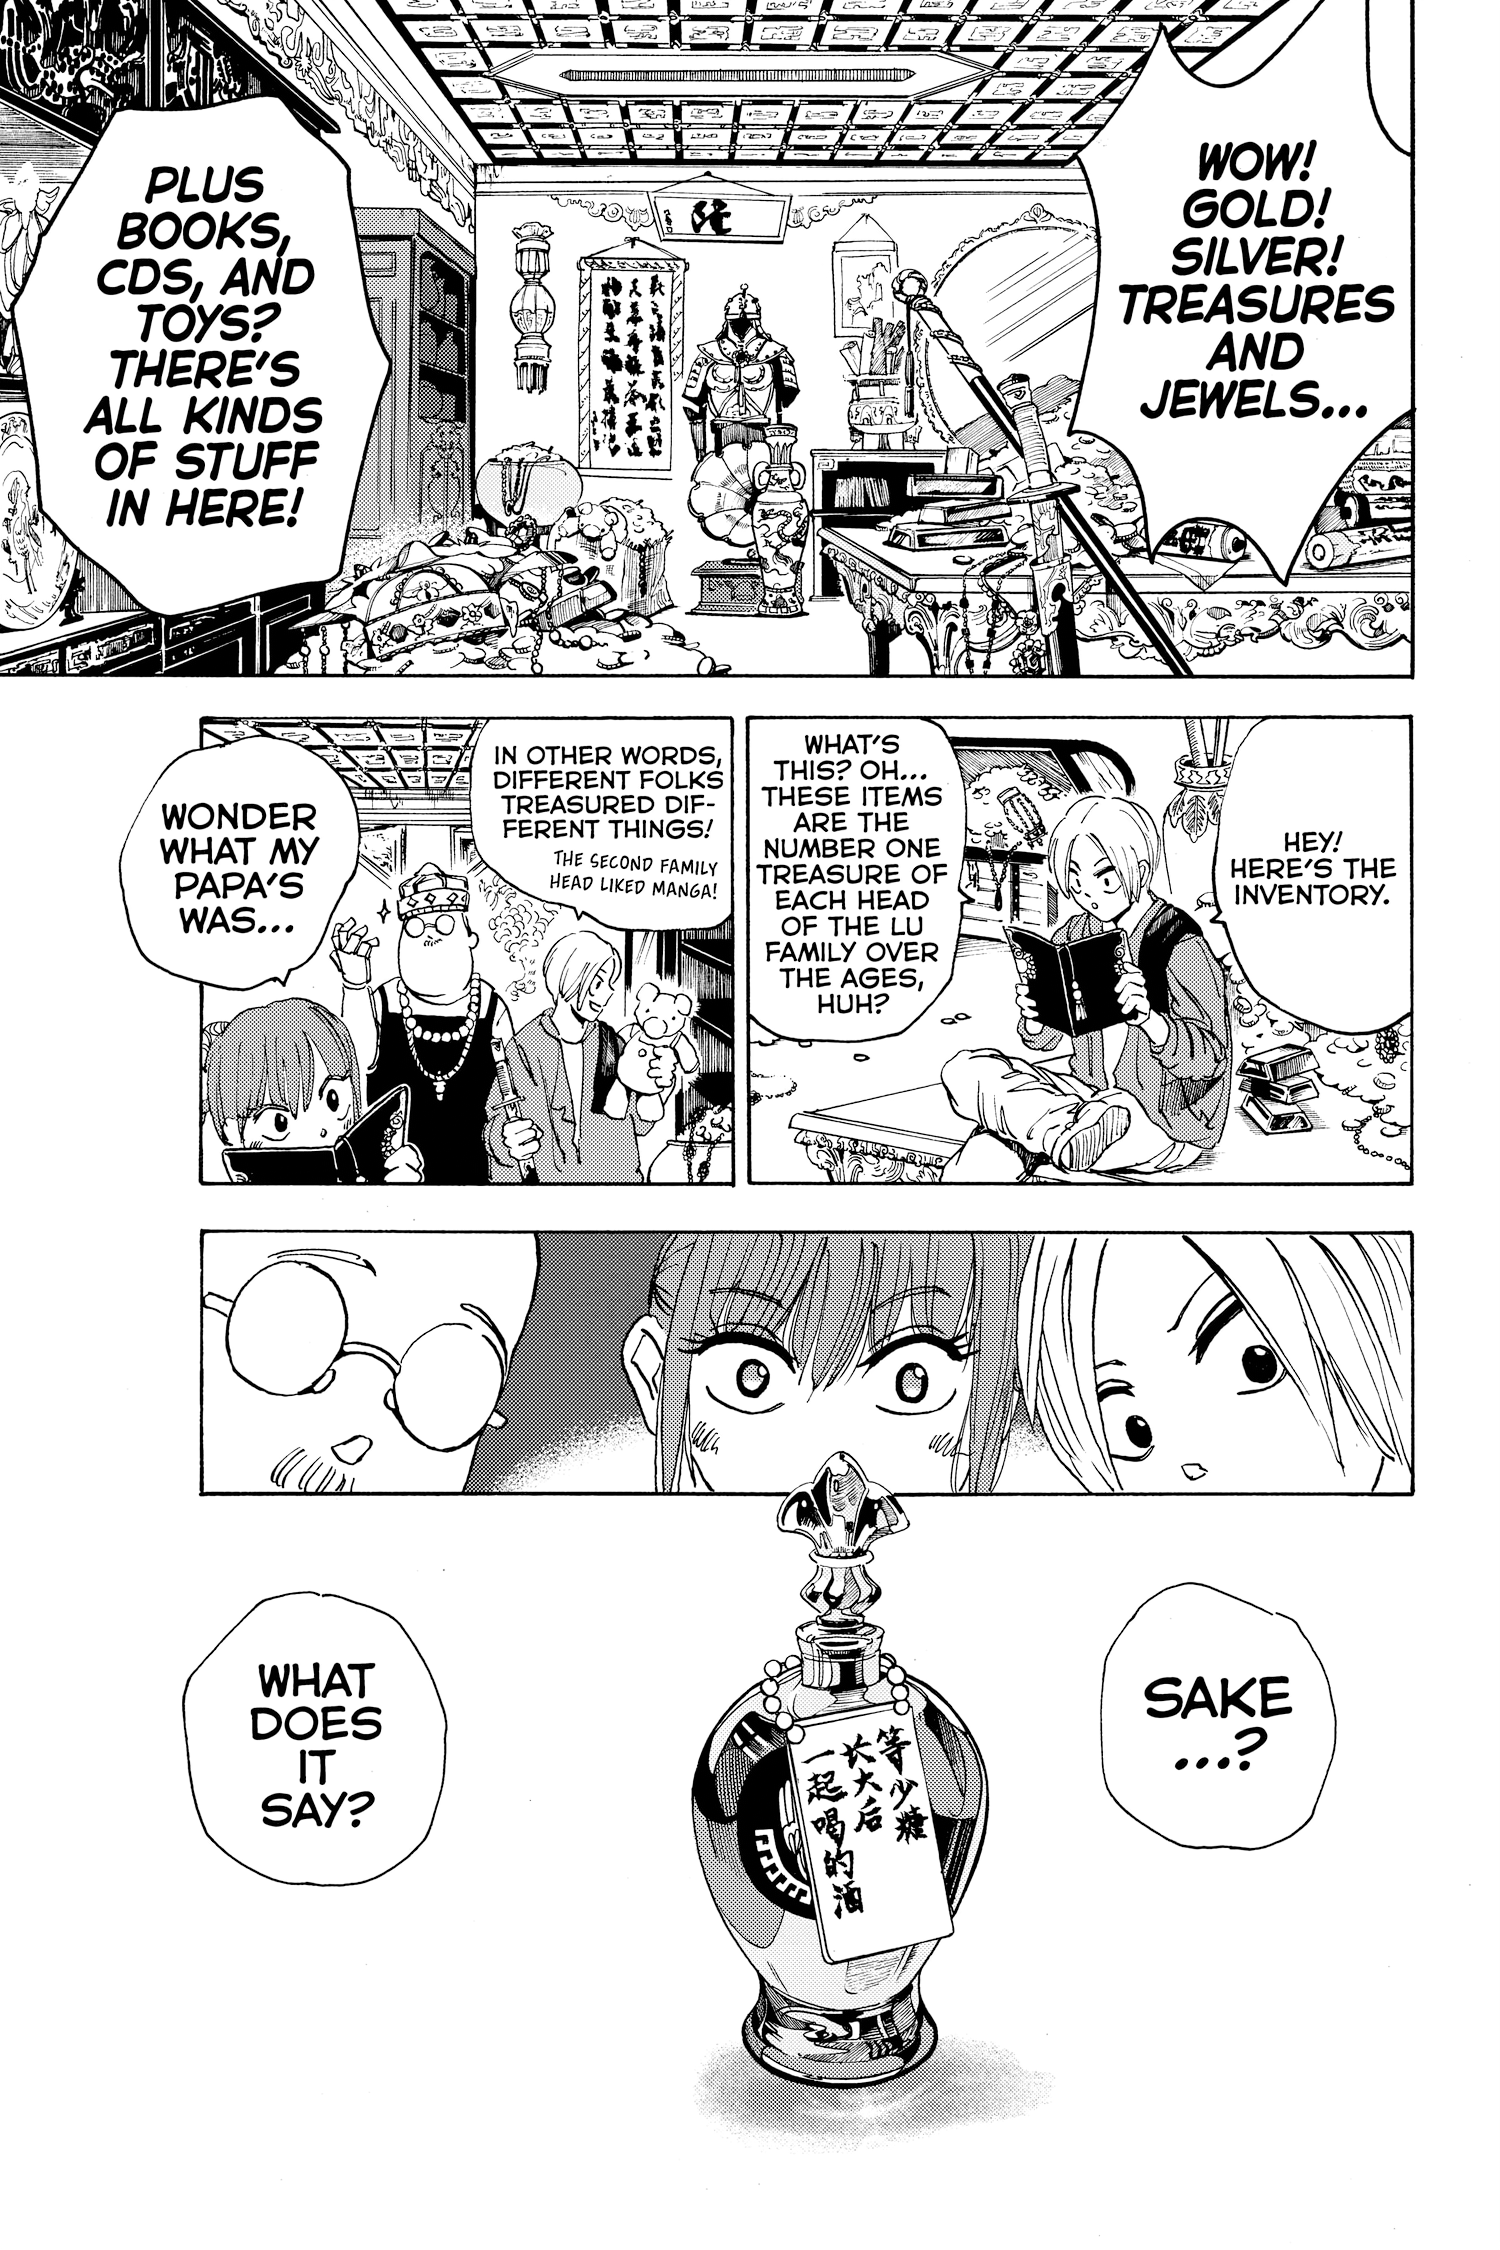 WOW!
GOLD!
SILVER!
TREASURES
AND
JEWELS...
PLUS
BOOKS,
CDS, AND
TOYS?
THERE'S
ALL KINDS
OF STUFF
IN HERE!
隆
HEY!
HERE'S THE
INVENTORY.
WHAT'S
THIS? OH...
THESE ITEMS
ARE THE
NUMBER ONE
TREASURE OF
EACH HEAD
OF THE LU
FAMILY OVER
THE AGES,
HUH?
IN OTHER WORDS,
DIFFERENT FOLKS
TREASURED DIF-
FERENT THINGS!
THE SECOND FAMILY
HEAD LIKED MANGA!
WONDER
WHAT MY
PAPA'S
WAS...
SAKE
...?
等少糖
长大后
一起喝的酒
WHAT
DOES
IT
SAY?